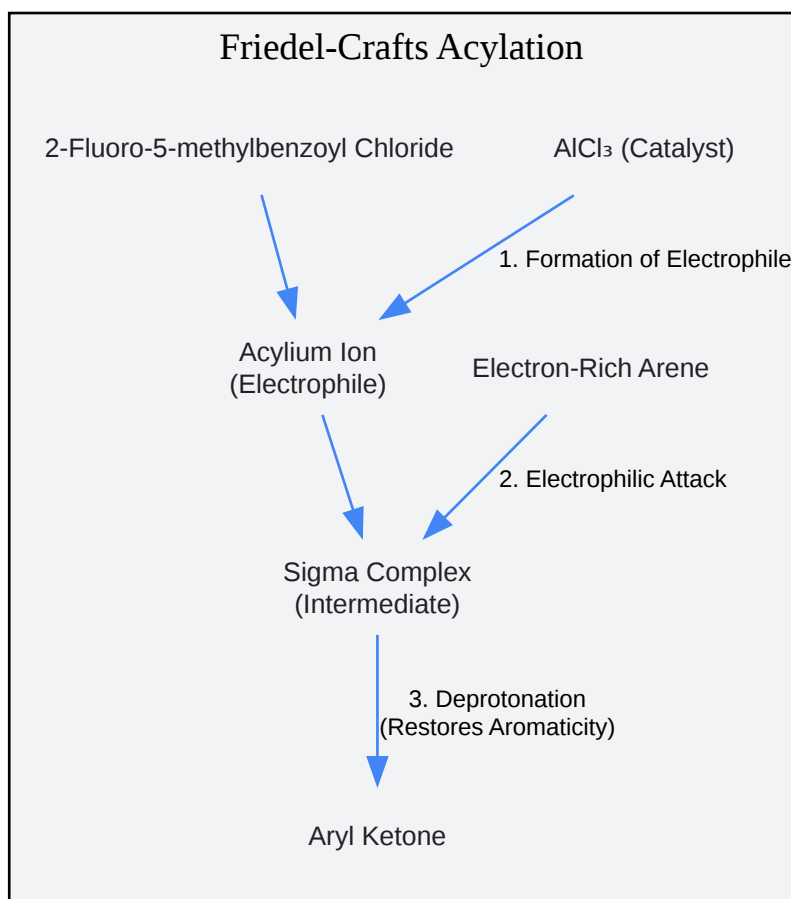 Friedel-Crafts Acylation
2-Fluoro-5-methylbenzoyl Chloride
AlCl₃ (Catalyst)
1. Formation of Electrophile
Acylium Ion
(Electrophile)
Electron-Rich Arene
2. Electrophilic Attack
Sigma Complex
(Intermediate)
3. Deprotonation
(Restores Aromaticity)
Aryl Ketone